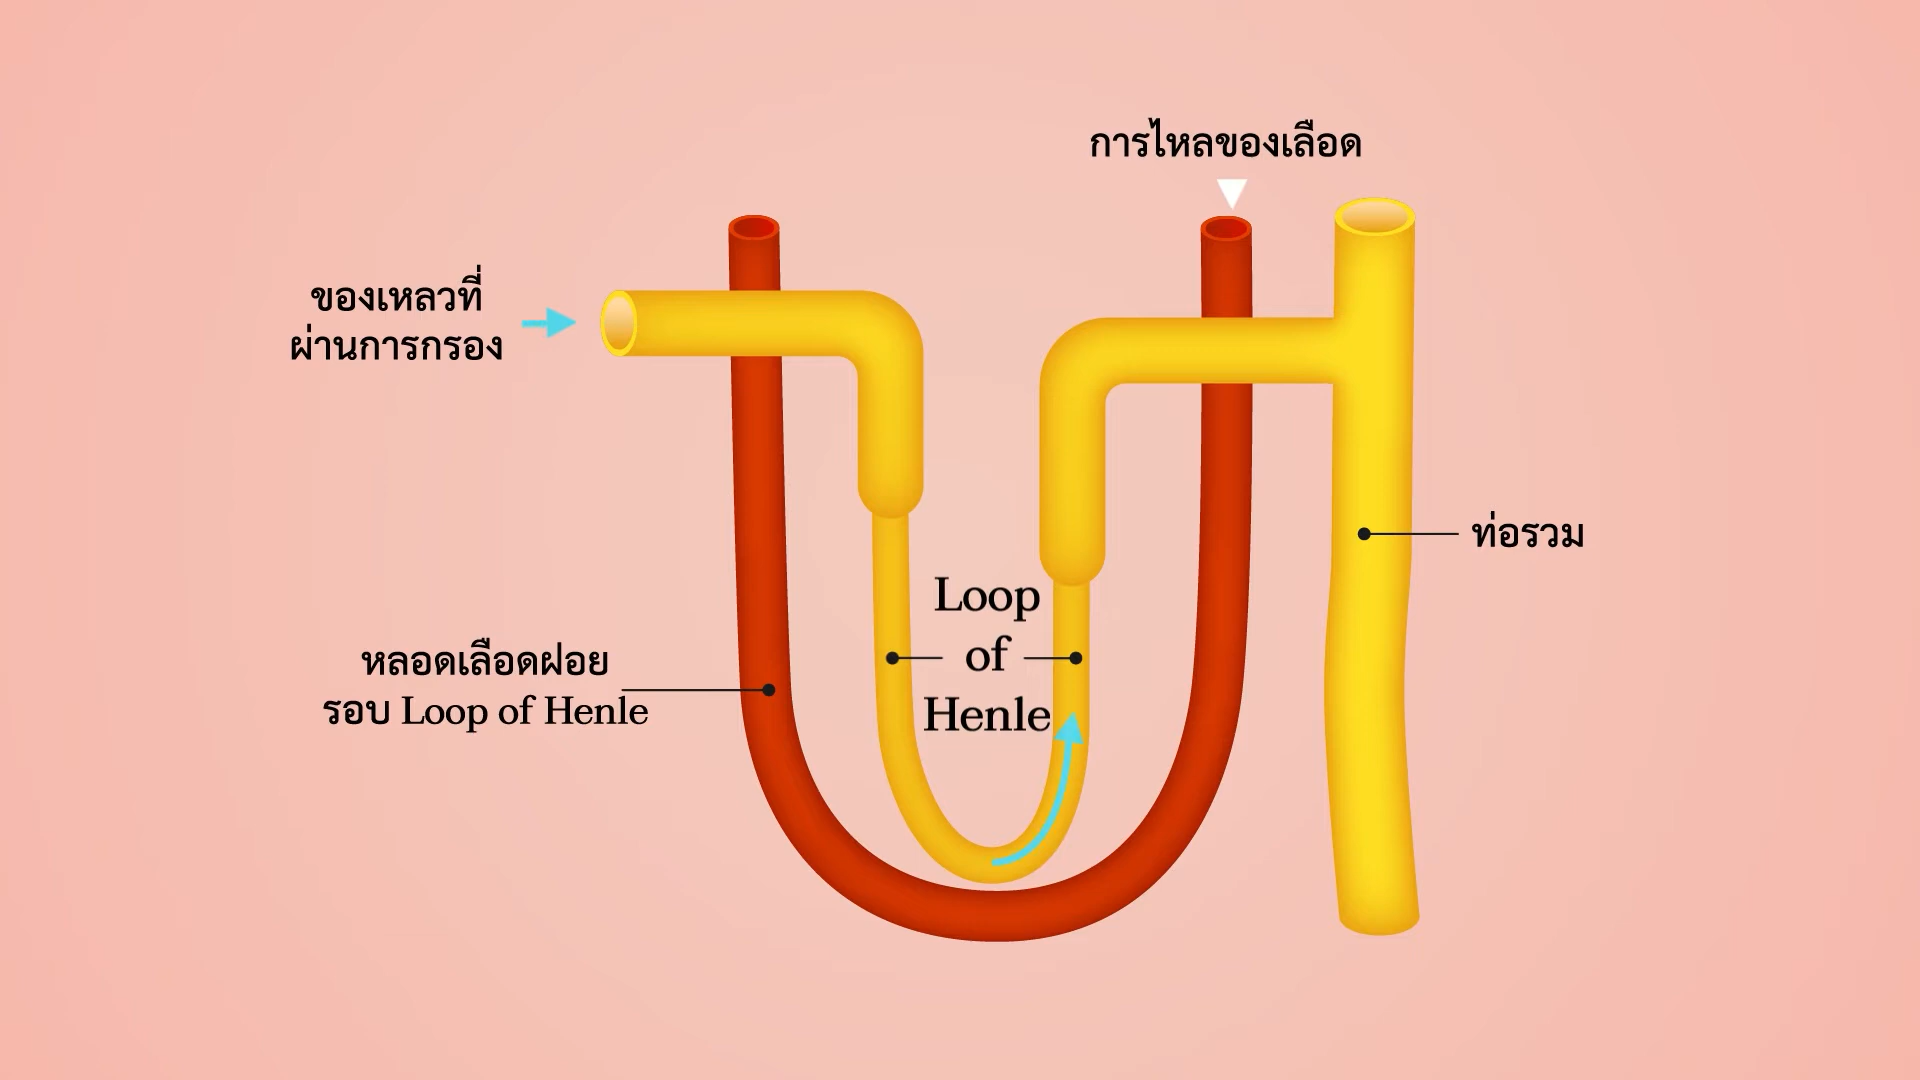 การไหลของเลือด
ของเหลวที่
ผ่านการกรอง
ท่อรวม
Loop
of
Henle
หลอดเลือดฝอย
รอบ Loop of Henle